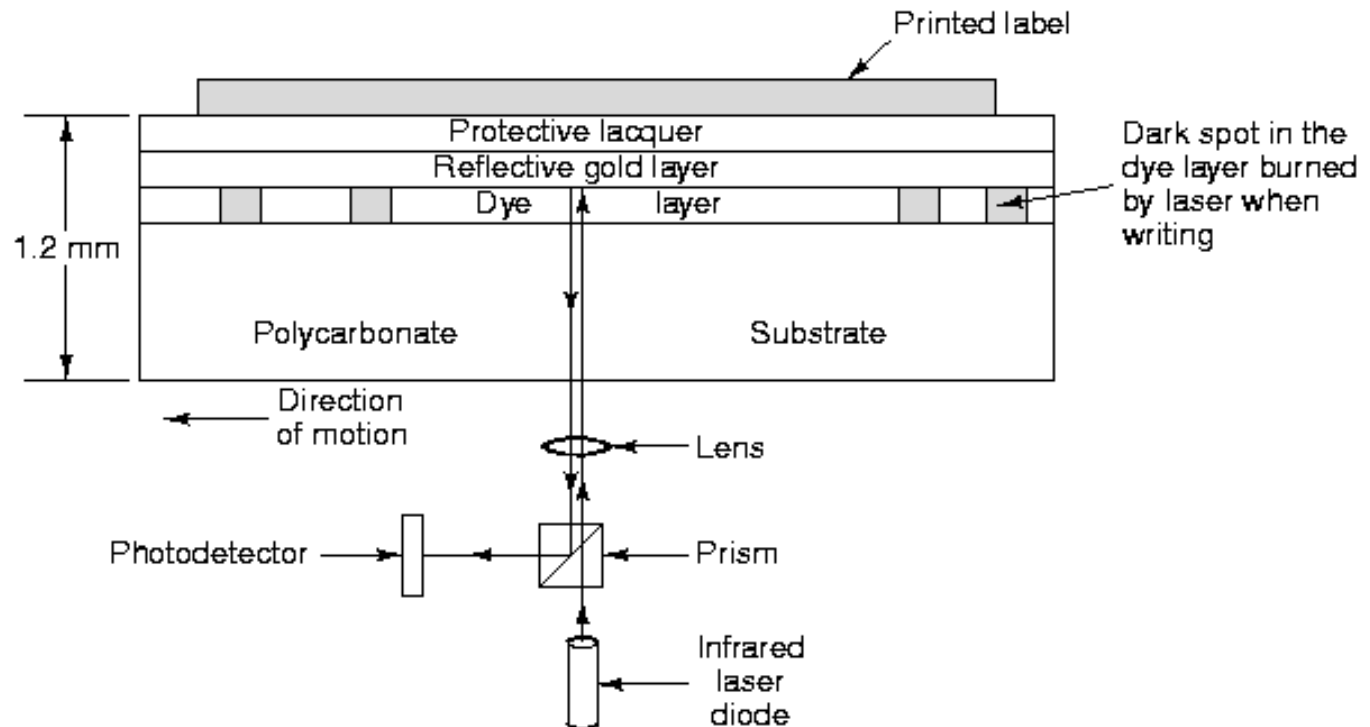 Printed label
Protective lacquer
Reflective gold layer
Dye layer
Dark spot in the
dye layer burned
by laser when
writing
1.2 mm
Polycarbonate
Substrate
Direction
of motion
Lens
Photodetector
Prism
Infrared
laser
diode